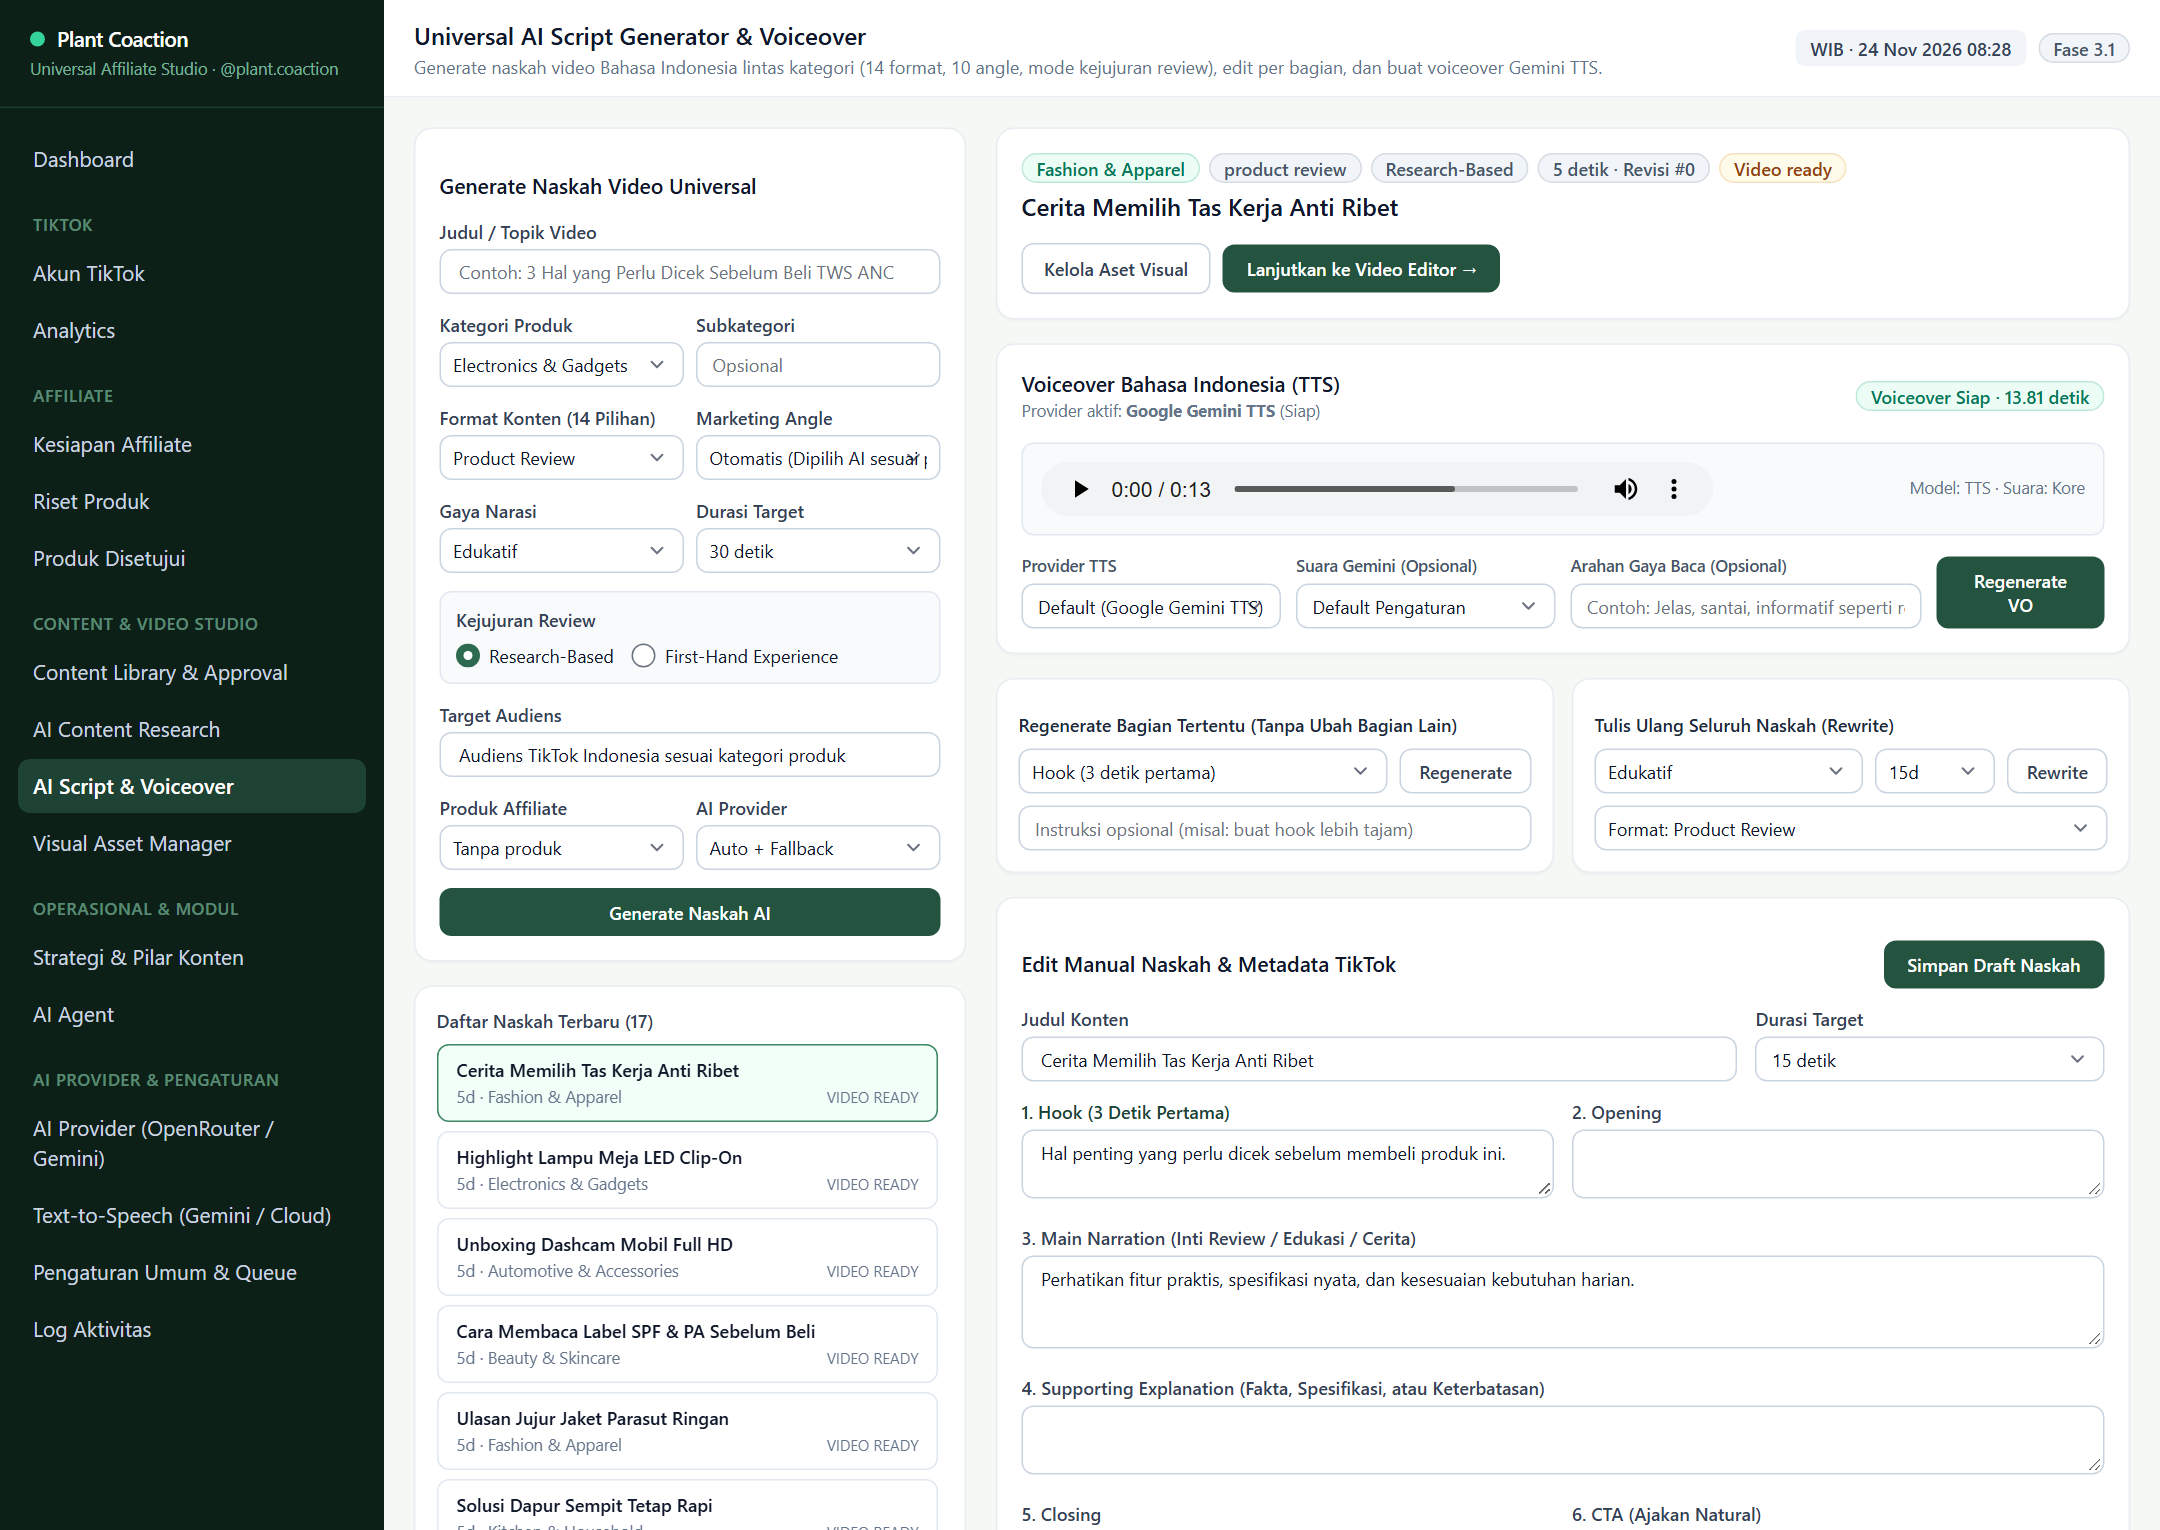 Plant Coaction
Universal Affiliate Studio · @plant.coaction
Dashboard
TIKTOK
Akun TikTok
Analytics
AFFILIATE
Kesiapan Affiliate
Riset Produk
Produk Disetujui
CONTENT & VIDEO STUDIO
Content Library & Approval
AI Content Research
AI Script & Voiceover
Visual Asset Manager
OPERASIONAL & MODUL
Strategi & Pilar Konten
AI Agent
AI PROVIDER & PENGATURAN
AI Provider (OpenRouter /
Gemini)
Text-to-Speech (Gemini / Cloud)
Pengaturan Umum & Queue
Log Aktivitas
Universal AI Script Generator & Voiceover
Generate naskah video Bahasa Indonesia lintas kategori (14 format, 10 angle, mode kejujuran review), edit per bagian, dan buat voiceover Gemini TTS.
WIB · 24 Nov 2026 08:28
Fase 3.1
Generate Naskah Video Universal
Judul / Topik Video
Contoh: 3 Hal yang Perlu Dicek Sebelum Beli TWS ANC
Kategori Produk
Subkategori
Electronics & Gadgets
Opsional
Format Konten (14 Pilihan)
Marketing Angle
Product Review
Otomatis (Dipilih AI sesuai
Gaya Narasi
Durasi Target
Edukatif
30 detik
Kejujuran Review
Research-Based
First-Hand Experience
Target Audiens
Audiens TikTok Indonesia sesuai kategori produk
Produk Affiliate
AI Provider
Tanpa produk
Auto + Fallback
Generate Naskah AI
Daftar Naskah Terbaru (17)
Cerita Memilih Tas Kerja Anti Ribet
5d · Fashion & Apparel
VIDEO READY
Highlight Lampu Meja LED Clip-On
5d · Electronics & Gadgets
VIDEO READY
Unboxing Dashcam Mobil Full HD
5d · Automotive & Accessories
VIDEO READY
Cara Membaca Label SPF & PA Sebelum Beli
5d · Beauty & Skincare
VIDEO READY
Ulasan Jujur Jaket Parasut Ringan
5d · Fashion & Apparel
VIDEO READY
Solusi Dapur Sempit Tetap Rapi
5d · Kitchen & Household
VIDEO READY
Fashion & Apparel
product review
Research-Based
5 detik · Revisi #0
Video ready
Cerita Memilih Tas Kerja Anti Ribet
Kelola Aset Visual
Lanjutkan ke Video Editor →
Voiceover Bahasa Indonesia (TTS)
Provider aktif: Google Gemini TTS (Siap)
Voiceover Siap · 13.81 detik
0:00 / 0:13
Model: TTS · Suara: Kore
Provider TTS
Suara Gemini (Opsional)
Arahan Gaya Baca (Opsional)
Default (Google Gemini TTS)
Default Pengaturan
Contoh: Jelas, santai, informatif seperti
Regenerate
VO
Regenerate Bagian Tertentu (Tanpa Ubah Bagian Lain)
Hook (3 detik pertama)
Regenerate
Instruksi opsional (misal: buat hook lebih tajam)
Tulis Ulang Seluruh Naskah (Rewrite)
Edukatif
15d
Rewrite
Format: Product Review
Edit Manual Naskah & Metadata TikTok
Simpan Draft Naskah
Judul Konten
Durasi Target
Cerita Memilih Tas Kerja Anti Ribet
15 detik
1. Hook (3 Detik Pertama)
2. Opening
Hal penting yang perlu dicek sebelum membeli produk ini.
3. Main Narration (Inti Review / Edukasi / Cerita)
Perhatikan fitur praktis, spesifikasi nyata, dan kesesuaian kebutuhan harian.
4. Supporting Explanation (Fakta, Spesifikasi, atau Keterbatasan)
5. Closing
6. CTA (Ajakan Natural)